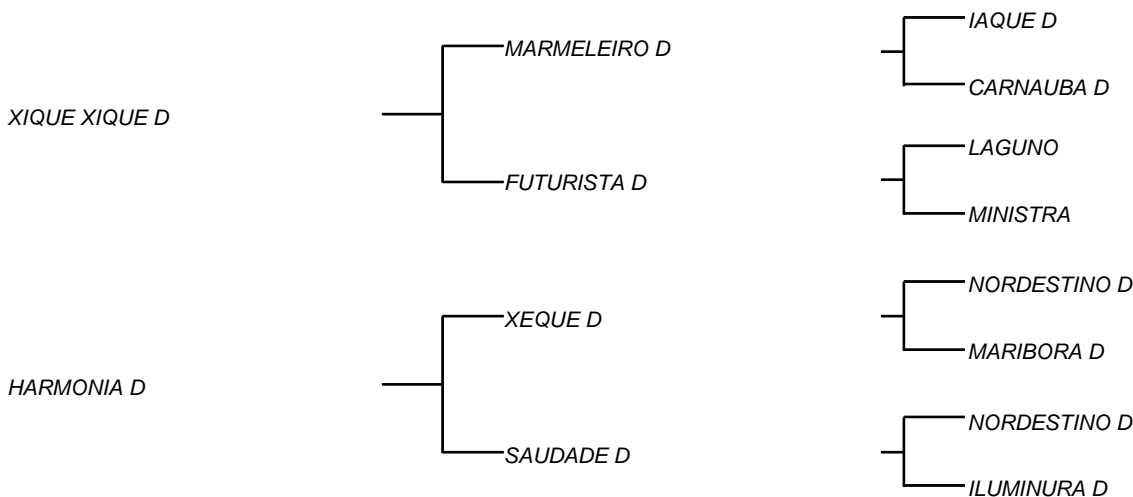 IAQUE D
MARMELEIRO D
CARNAUBA D
XIQUE XIQUE D
LAGUNO
FUTURISTA D
MINISTRA
NORDESTINO D
XEQUE D
MARIBORA D
HARMONIA D
NORDESTINO D
SAUDADE D
ILUMINURA D